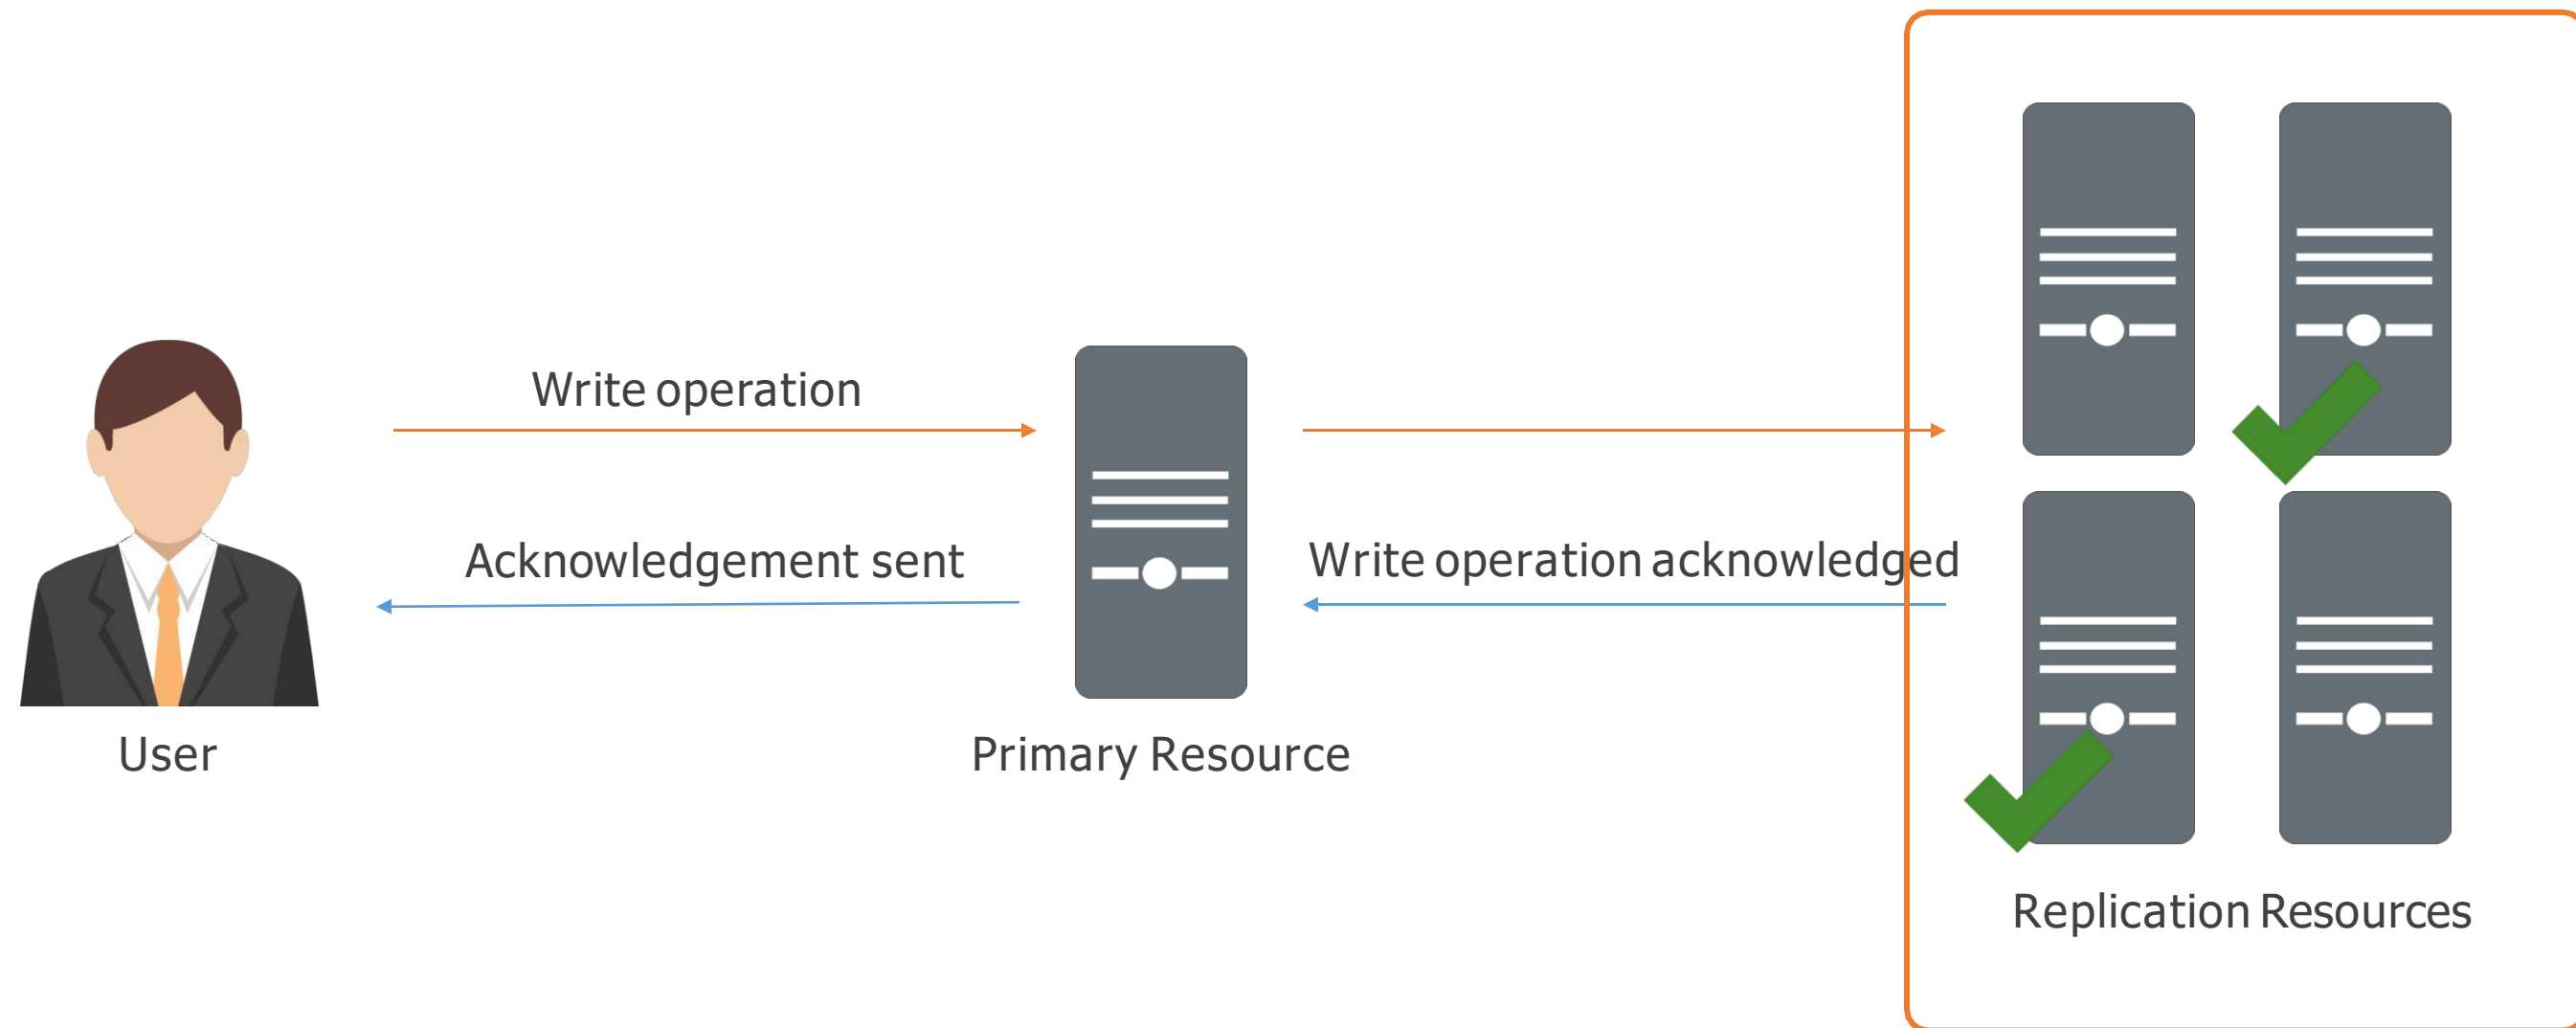 Write operation
Acknowledgement sent
Write operation acknowledged
User
Primary Resource
Replication Resources